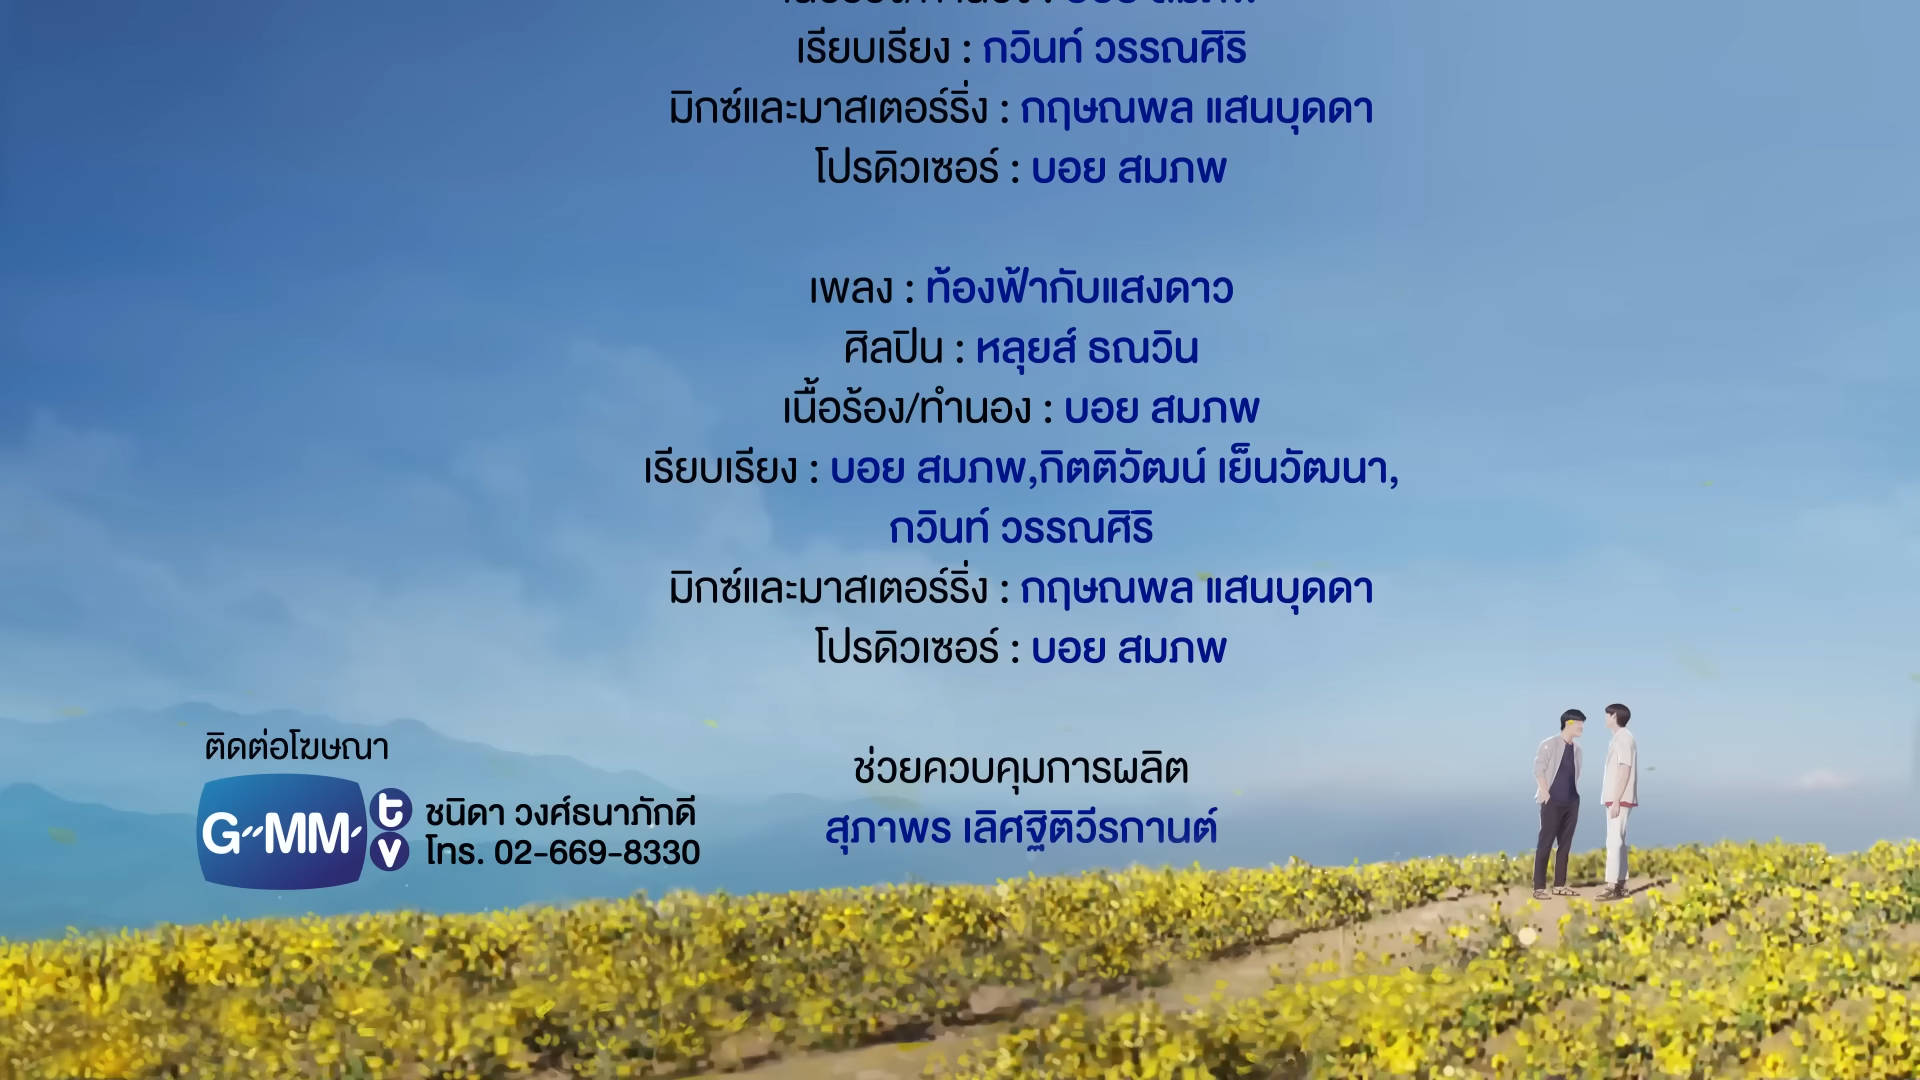 เรียบเรียง : กวินท์ วรรณศิริ
มิกซ์และมาสเตอร์ริ่ง : กฤษณพล แสนบุดดา
โปรดิวเซอร์ : บอย สมภพ
เพลง : ท้องฟ้ากับแสงดาว
ศิลปิน : หลุยส์ ธณวิน
เนื้อร้อง/ทำนอง : บอย สมภพ
เรียบเรียง : บอย สมภพ,กิตติวัฒน์ เย็นวัฒนา,
กวินท์ วรรณศิริ
มิกซ์และมาสเตอร์ริ่ง : กฤษณพล แสนบุดดา
โปรดิวเซอร์ : บอย สมภพ
ช่วยควบคุมการผลิต
สุภาพร เลิศฐิติวีรกานต์
ติดต่อโฆษณา
GMM tv
ชนิดา วงศ์ธนาภักดี
โทร. 02-669-8330